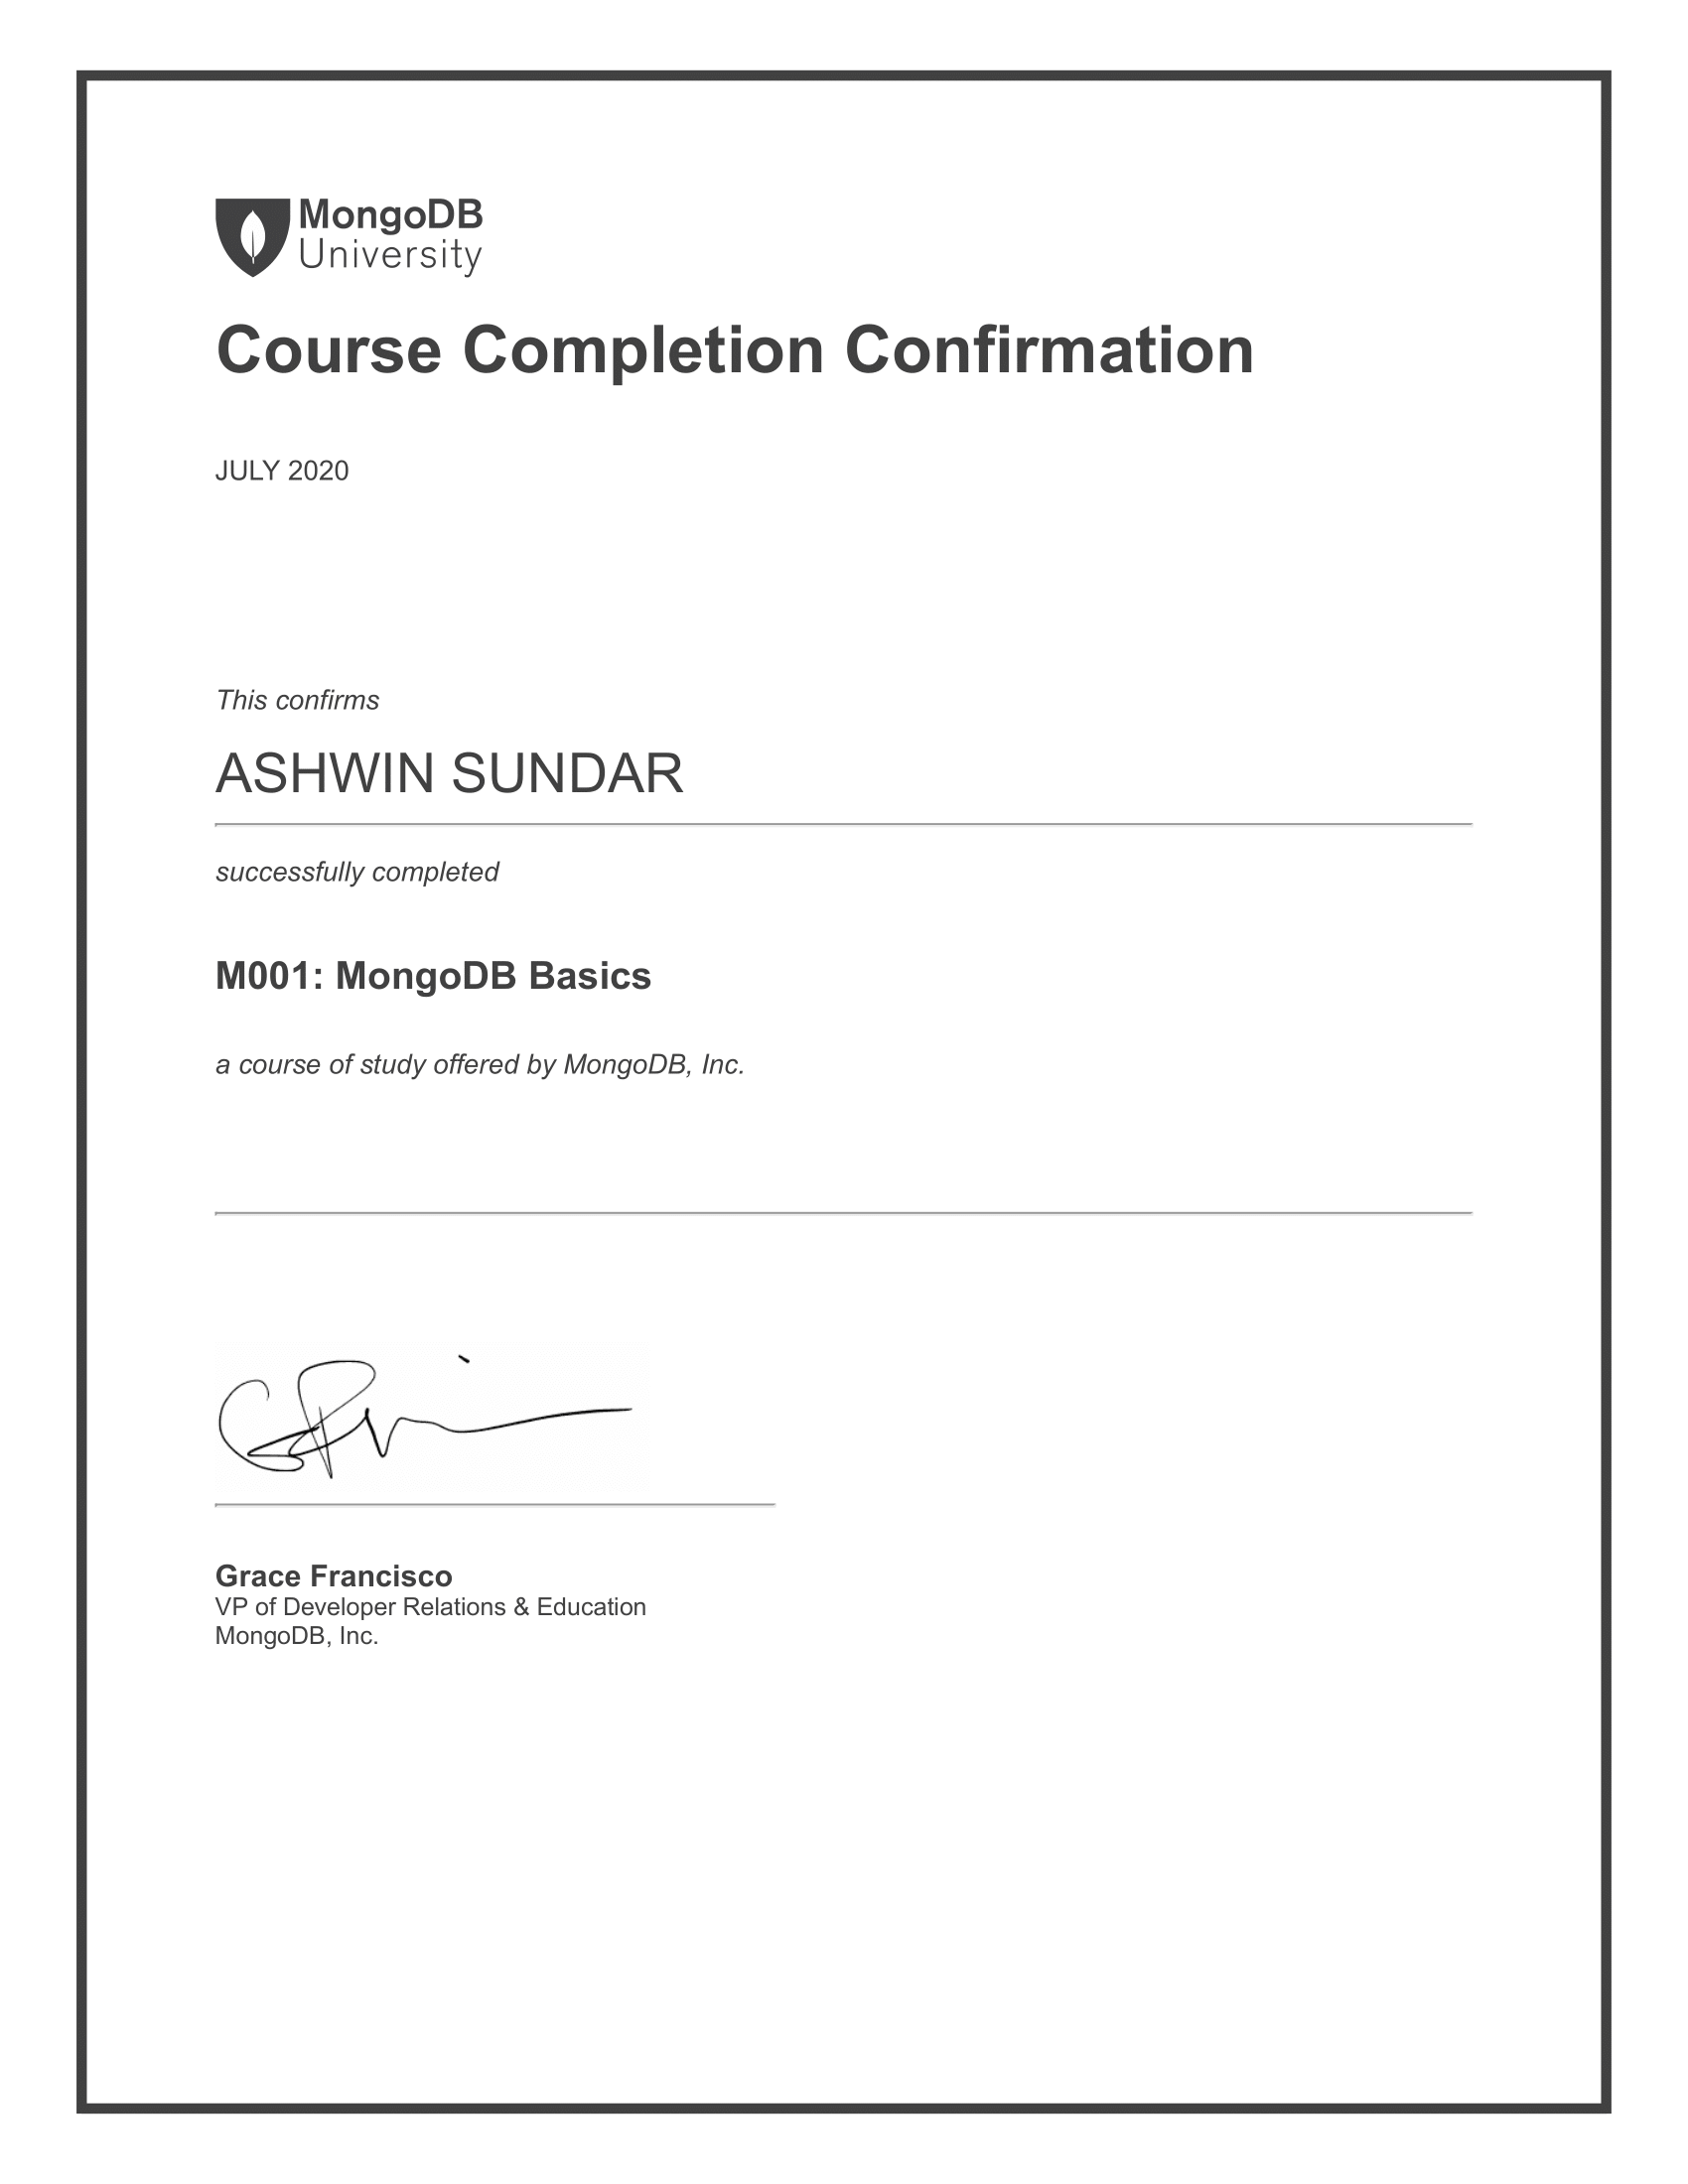 MongoDB
University
Course Completion Confirmation
JULY 2020
This confirms
ASHWIN SUNDAR
successfully completed
M001: MongoDB Basics
a course of study offered by MongoDB, Inc.
Grace Francisco
VP of Developer Relations & Education
MongoDB, Inc.